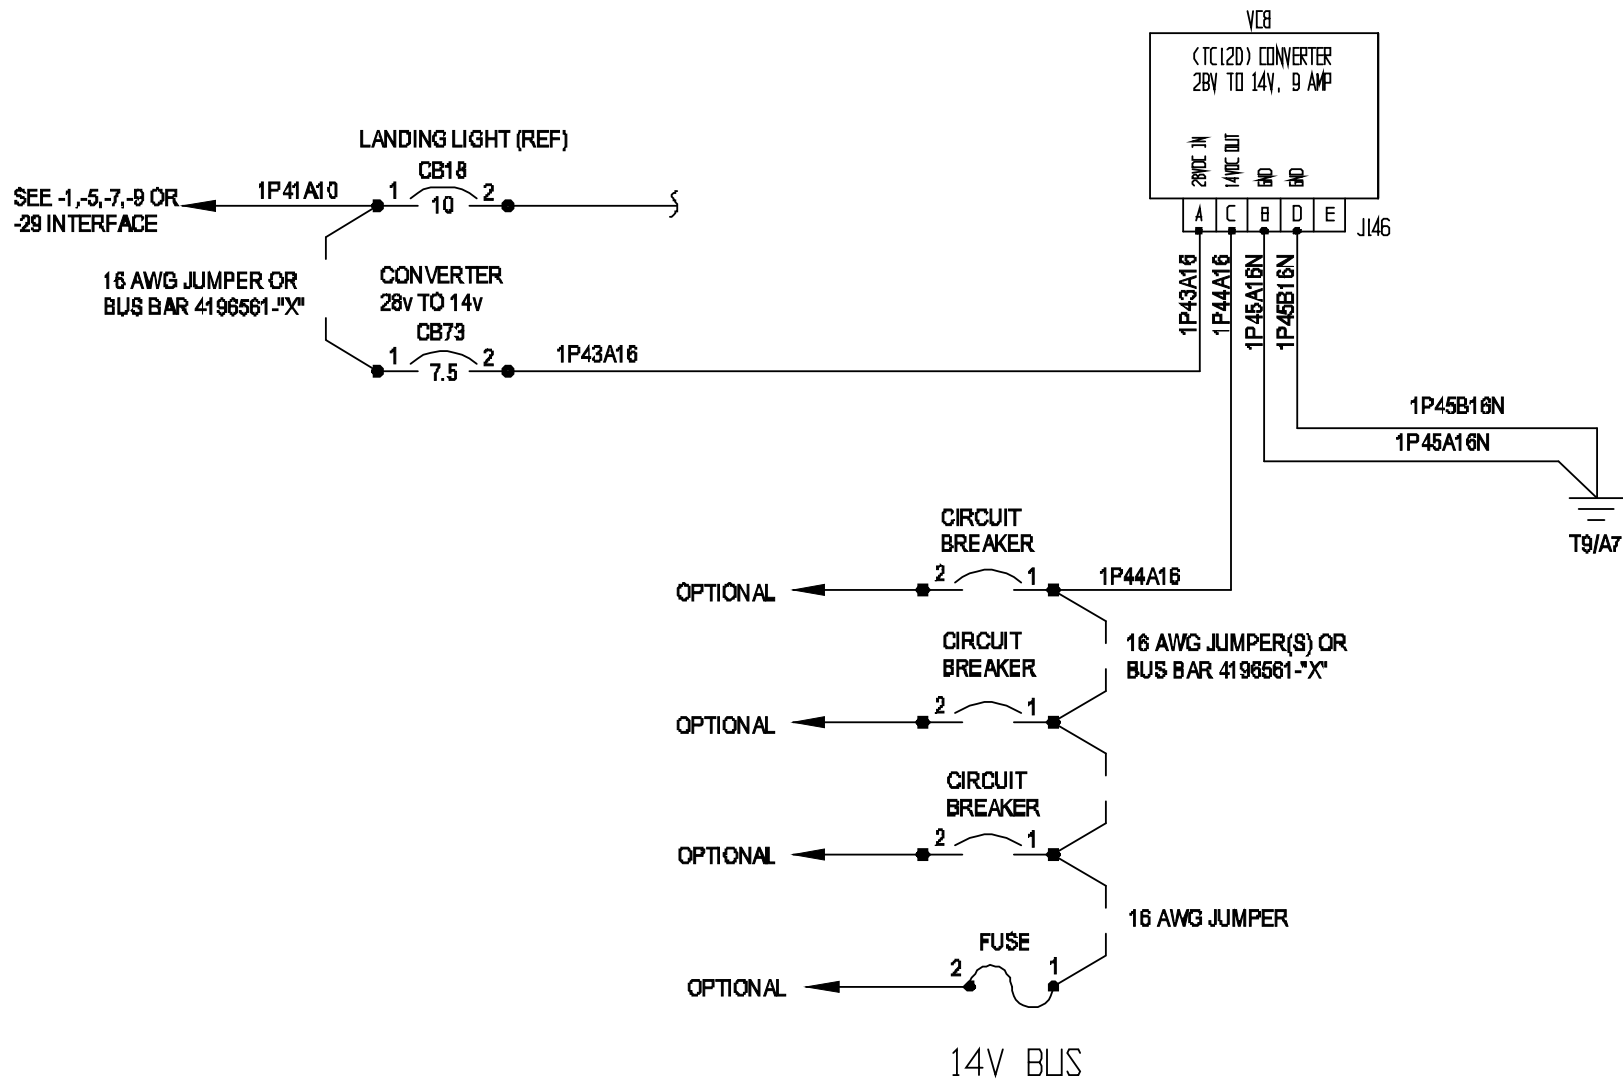 VC8
(TC12D) CONVERTER
28V TO 14V, 9 AMP
28VDC IN
14VDC OUT
GND
GND
A
C
B
D
E
J146
LANDING LIGHT (REF)
CB18
1P41A10
1
10
2
SEE -1,-5,-7,-9 OR
-29 INTERFACE
16 AWG JUMPER OR
BUS BAR 4196561-"X"
CONVERTER
28v TO 14v
CB73
1
7.5
2
1P43A16
1P43A16
1P44A16
1P45A16N
1P45B16N
1P45B16N
1P45A16N
T9/A7
CIRCUIT
BREAKER
OPTIONAL
2
1
1P44A16
16 AWG JUMPER(S) OR
BUS BAR 4196561-"X"
CIRCUIT
BREAKER
OPTIONAL
2
1
CIRCUIT
BREAKER
OPTIONAL
2
1
16 AWG JUMPER
FUSE
OPTIONAL
2
1
14V BUS